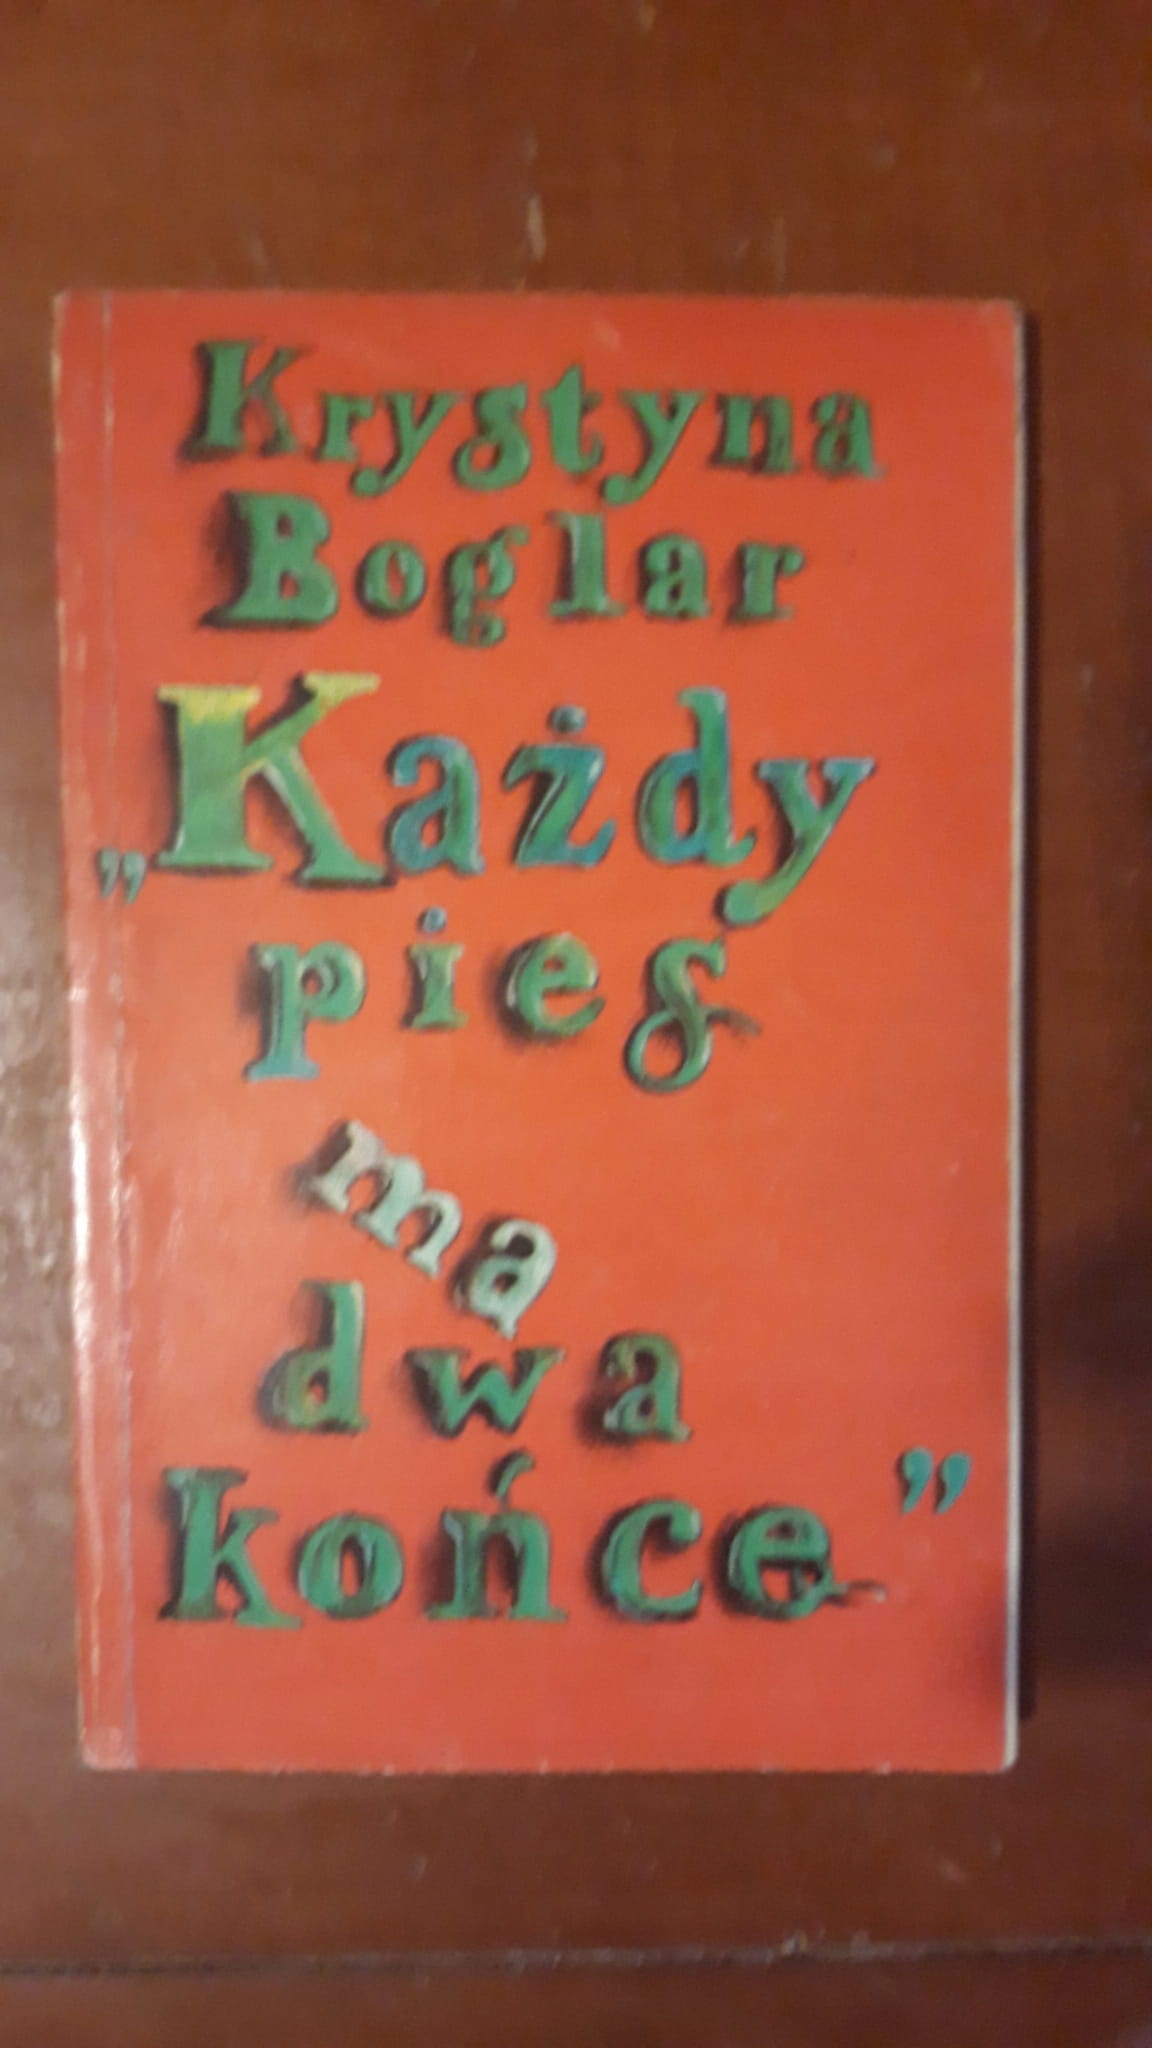 Krystyna
Boglar
„Każdy
pies
ma
dwa
końce”